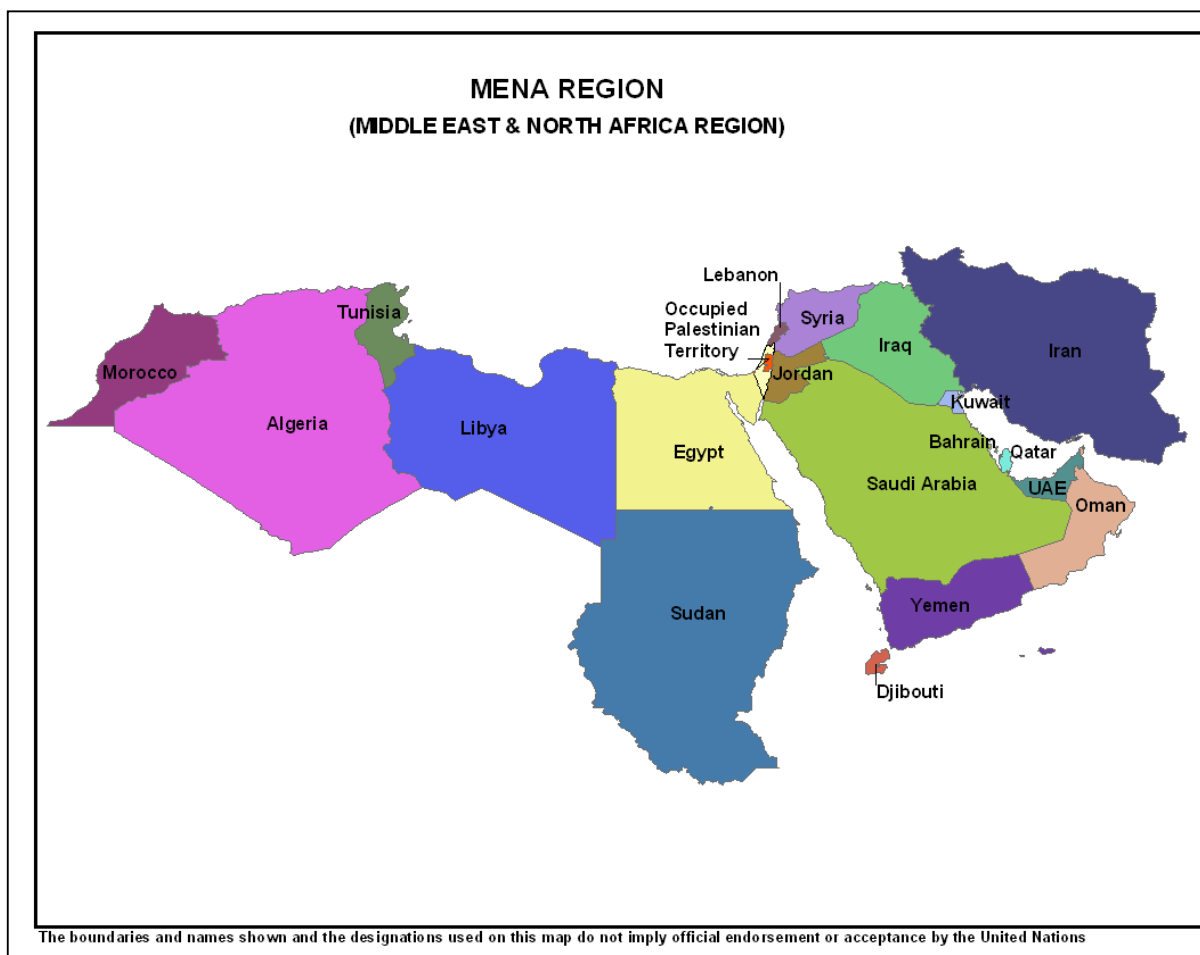 MENA REGION
(MIDDLE EAST & NORTH AFRICA REGION)
Lebanon
Occupied
Palestinian
Territory
Tunisia
Syria
Iraq
Iran
Morocco
Jordan
Algeria
Libya
Egypt
Kuwait
Bahrain
Qatar
Saudi Arabia
UAE
Oman
Sudan
Yemen
Djibouti
The boundaries and names shown and the designations used on this map do not imply official endorsement or acceptance by the United Nations